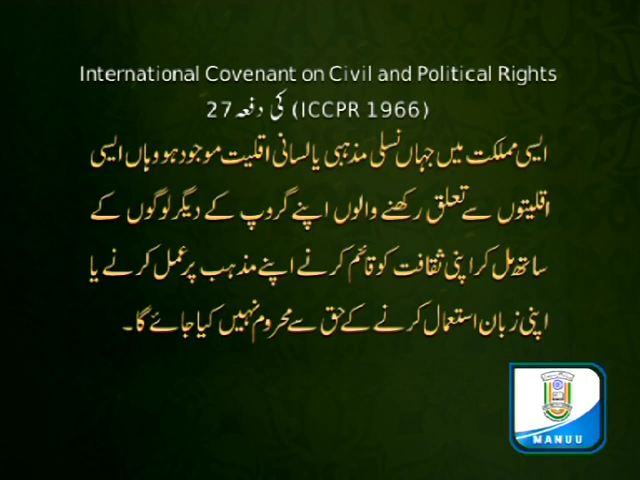 International Covenant on Civil and Political Rights
(ICCPR 1966) کی دفعہ 27
ایسی مملکت میں جہاں نسلی مذہبی یا لسانی اقلیت موجود ہو وہاں ایسی
اقلیتوں سے تعلق رکھنے والوں اپنے گروپ کے دیگر لوگوں کے
ساتھ مل کر اپنی ثقافت کو قائم کرنے اپنے مذہب پر عمل کرنے یا
اپنی زبان استعمال کرنے کے حق سے محروم نہیں کیا جائے گا۔
MANUU